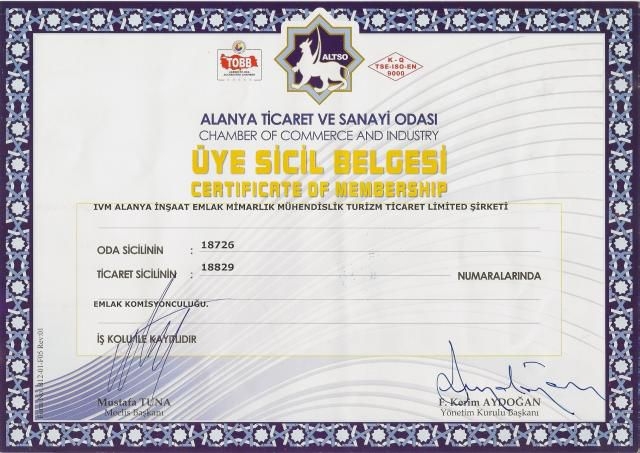 TOBB
ALTSO
K - Q
TSE-ISO-EN
9000
ALANYA TİCARET VE SANAYİ ODASI
CHAMBER OF COMMERCE AND INDUSTRY
ÜYE SİCİL BELGESİ
CERTIFICATE OF MEMBERSHIP
IVM ALANYA İNŞAAT EMLAK MİMARLIK MÜHENDİSLİK TURİZM TİCARET LİMİTED ŞİRKETİ
ODA SİCİLİNİN : 18726
TİCARET SİCİLİNİN : 18829 NUMARALARINDA
EMLAK KOMİSYONCULUĞU.
İŞ KOLU İLE KAYITLIDIR
Mustafa TUNA
Meclis Başkanı
F. Kerim AYDOĞAN
Yönetim Kurulu Başkanı